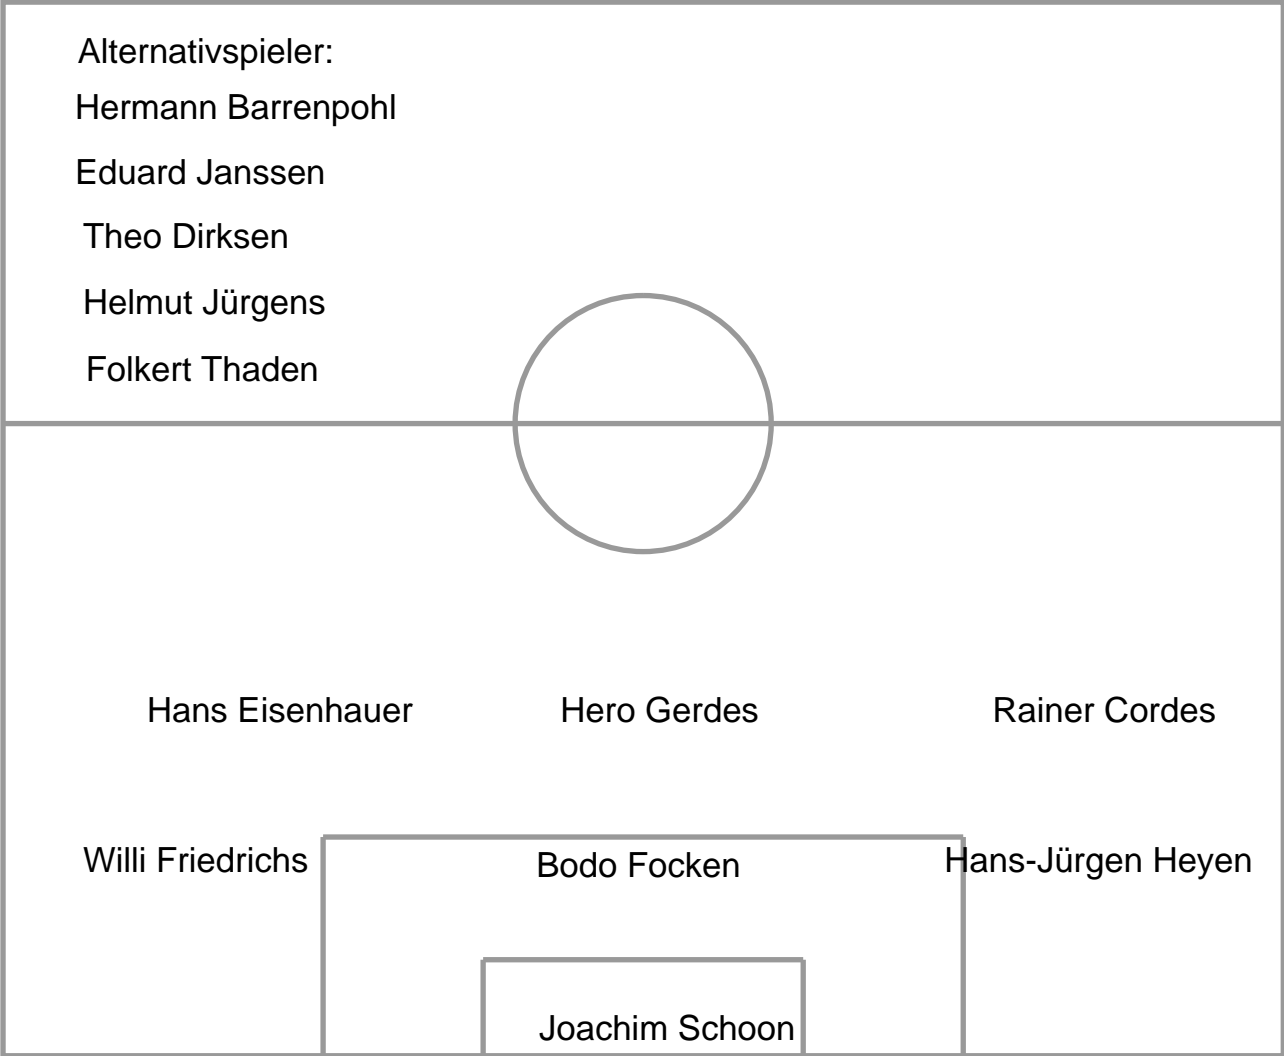 Alternativspieler:
Hermann Barrenpohl
Eduard Janssen
Theo Dirksen
Helmut Jürgens
Folkert Thaden
Hans Eisenhauer Hero Gerdes Rainer Cordes
Willi Friedrichs Bodo Focken Hans-Jürgen Heyen
Joachim Schoon